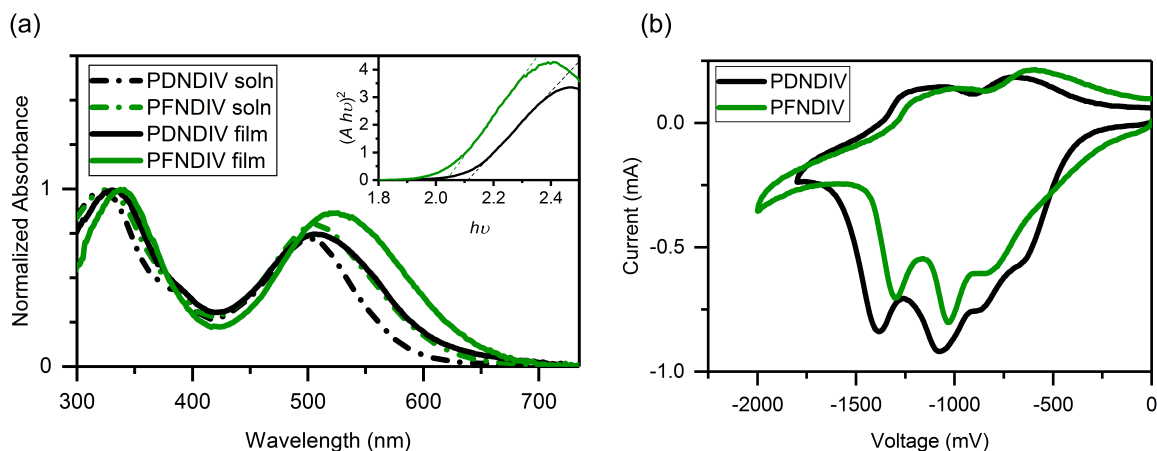 (a)
PDNDIV soln
PFNDIV soln
PDNDIV film
PFNDIV film
Normalized Absorbance
1
0
300
400
500
600
700
Wavelength (nm)
(A hυ)²
4
3
2
1
0
1.8
2.0
2.2
2.4
hυ
(b)
PDNDIV
PFNDIV
Current (mA)
0.0
-0.5
-1.0
-2000
-1500
-1000
-500
0
Voltage (mV)